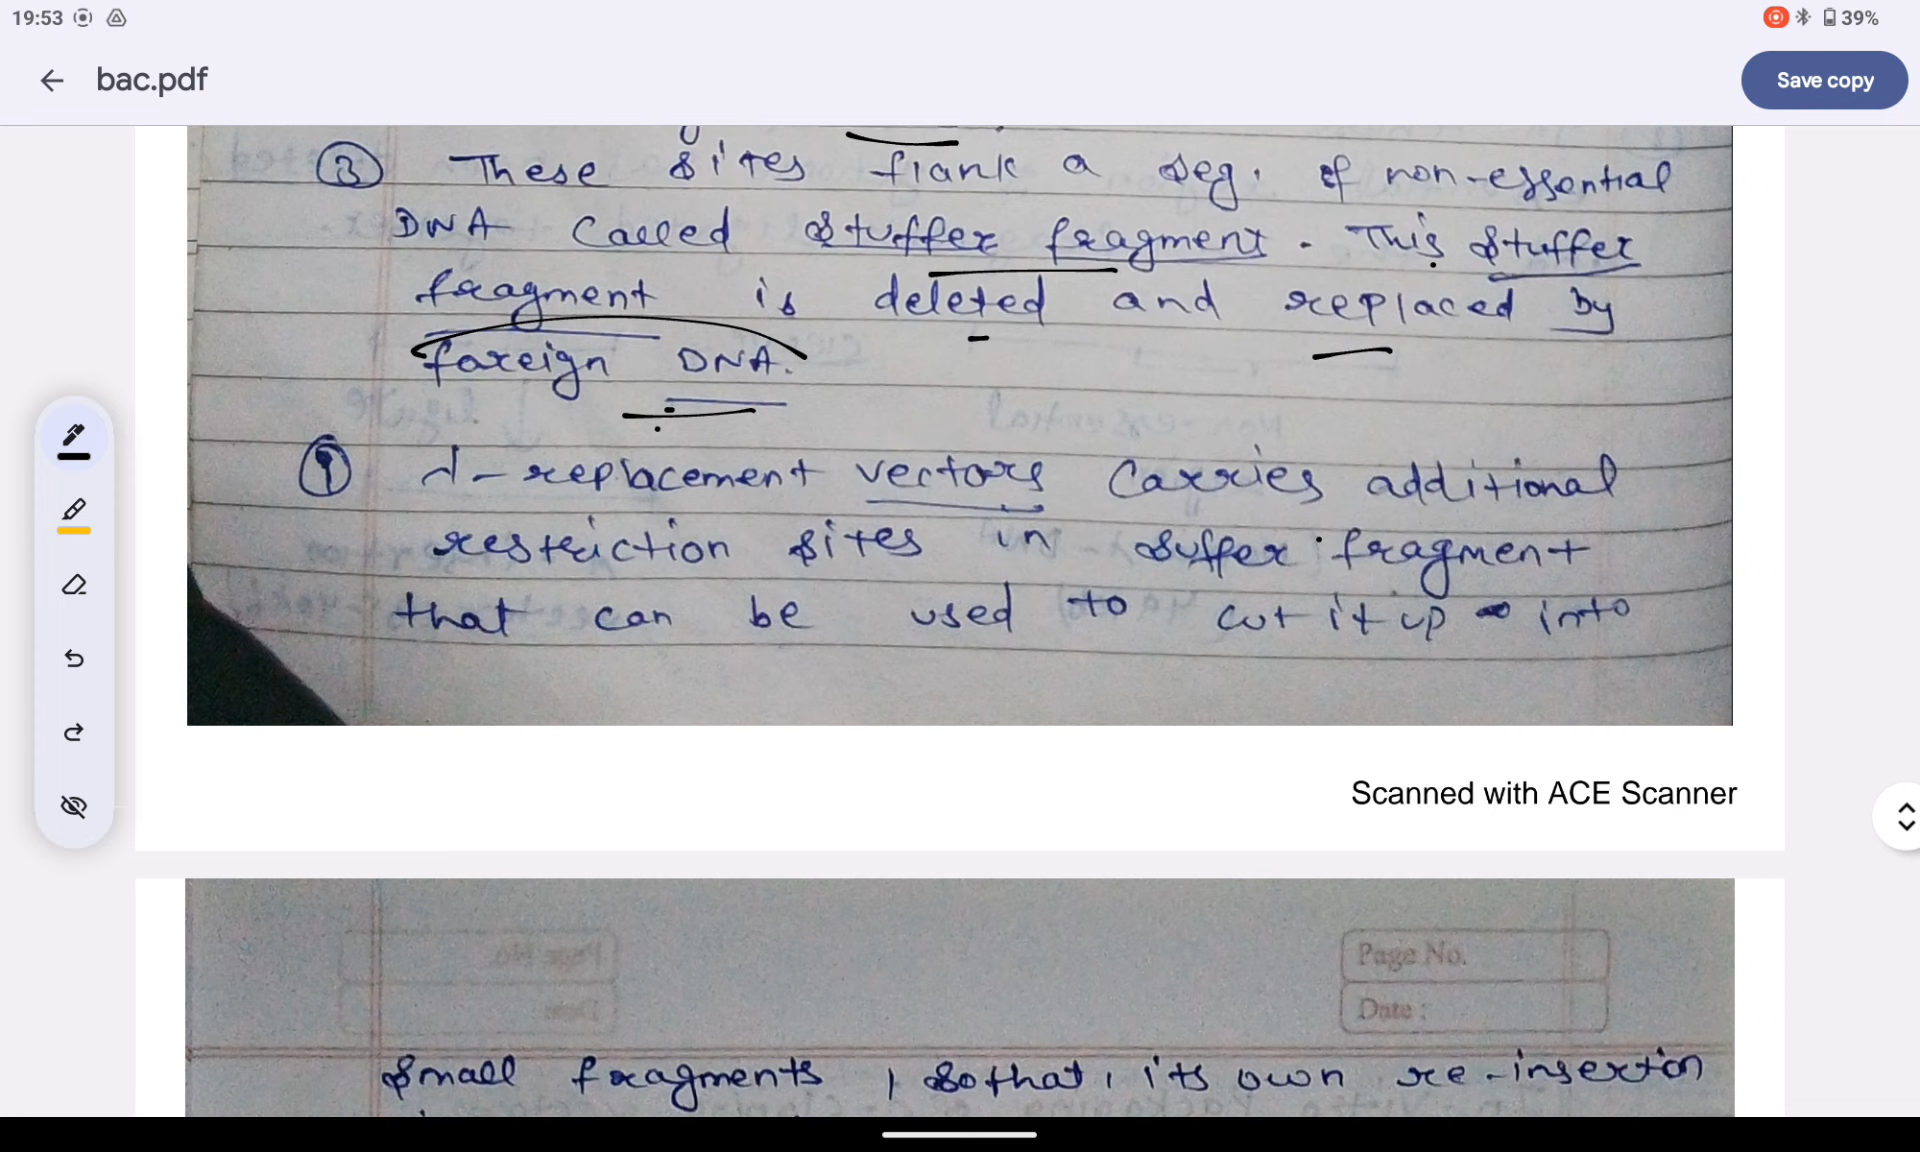 19:53
39%
bac.pdf
Save copy
3 These sites flank a seg. of non-essential
DNA called stuffer fragment. This stuffer
fragment is deleted and replaced by
foreign DNA.
λ-replacement vectors carries additional
restriction sites in suffer fragment
that can be used to cut it up into
Scanned with ACE Scanner
Page No.
Date :
small fragments, so that, its own re-insertion